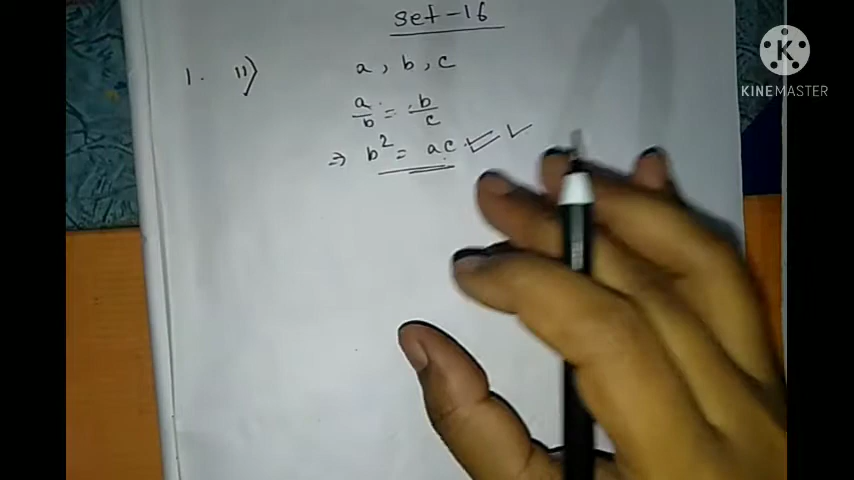 set-16
1. ii) a, b, c
a/b = b/c
⇒ b² = ac
K
KINEMASTER